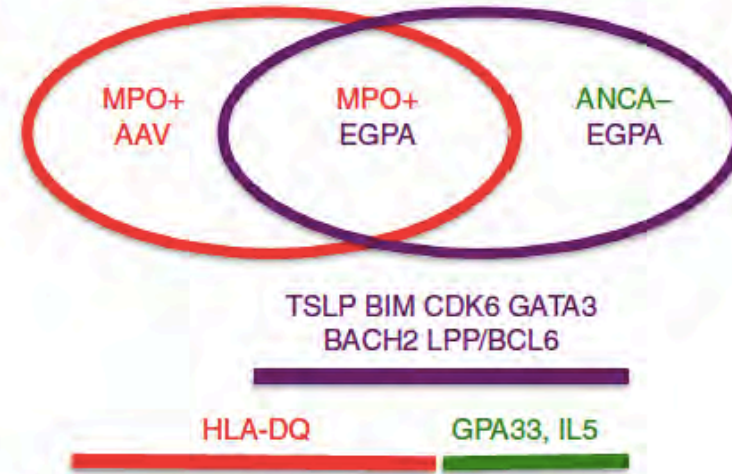 MPO+ MPO+ ANCA–
AAV EGPA EGPA
TSLP BIM CDK6 GATA3
BACH2 LPP/BCL6
HLA-DQ GPA33, IL5